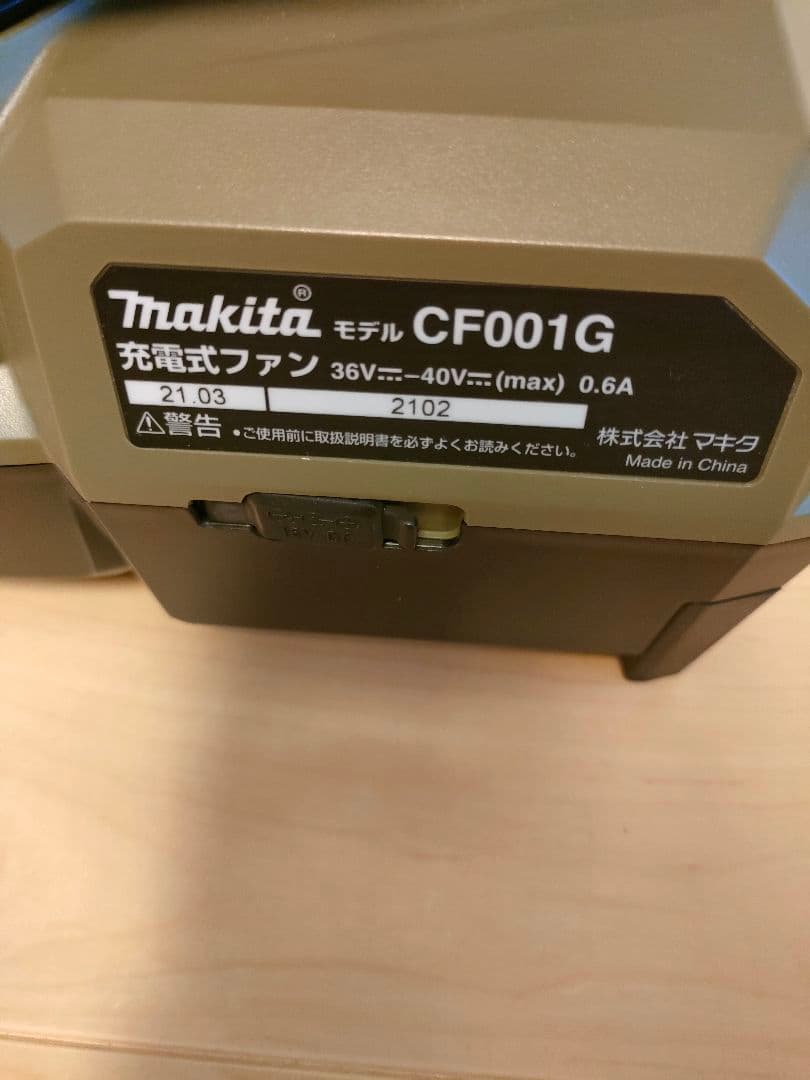 makita® モデル CF001G
充電式ファン 36V⎓-40V⎓(max) 0.6A
21.03 2102
⚠警告 •ご使用前に取扱説明書を必ずよくお読みください。
株式会社 マキタ
Made in China